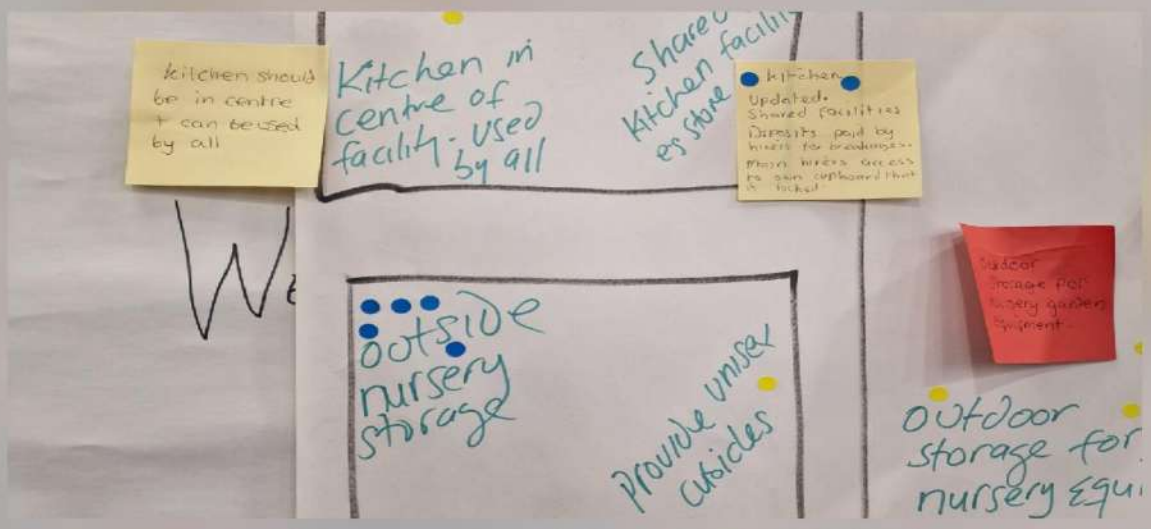 kitchen should
be in centre
+ can be used
by all
Kitchen in
centre of
facility. used
by all
Shared
Kitchen facili
es store
kitchen
Updated.
Shared facilities
Deposits paid by
hirers for breakages.
Main hirers access
to own cupboard that
is locked.
We
outside
nursery
storage
provide unisex
cubicles
Outdoor
Storage for
nursery garden
equipment.
outdoor
storage for
nursery Equi